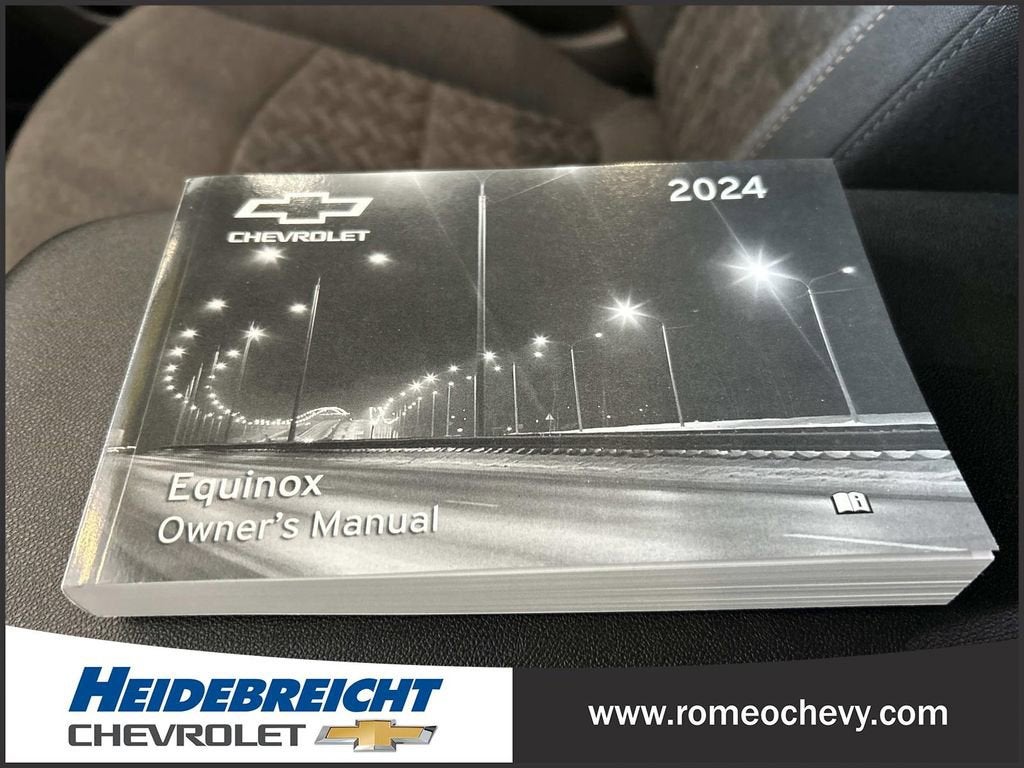 2024
CHEVROLET
Equinox
Owner's Manual
i
HEIDEBREICHT
CHEVROLET
www.romeochevy.com